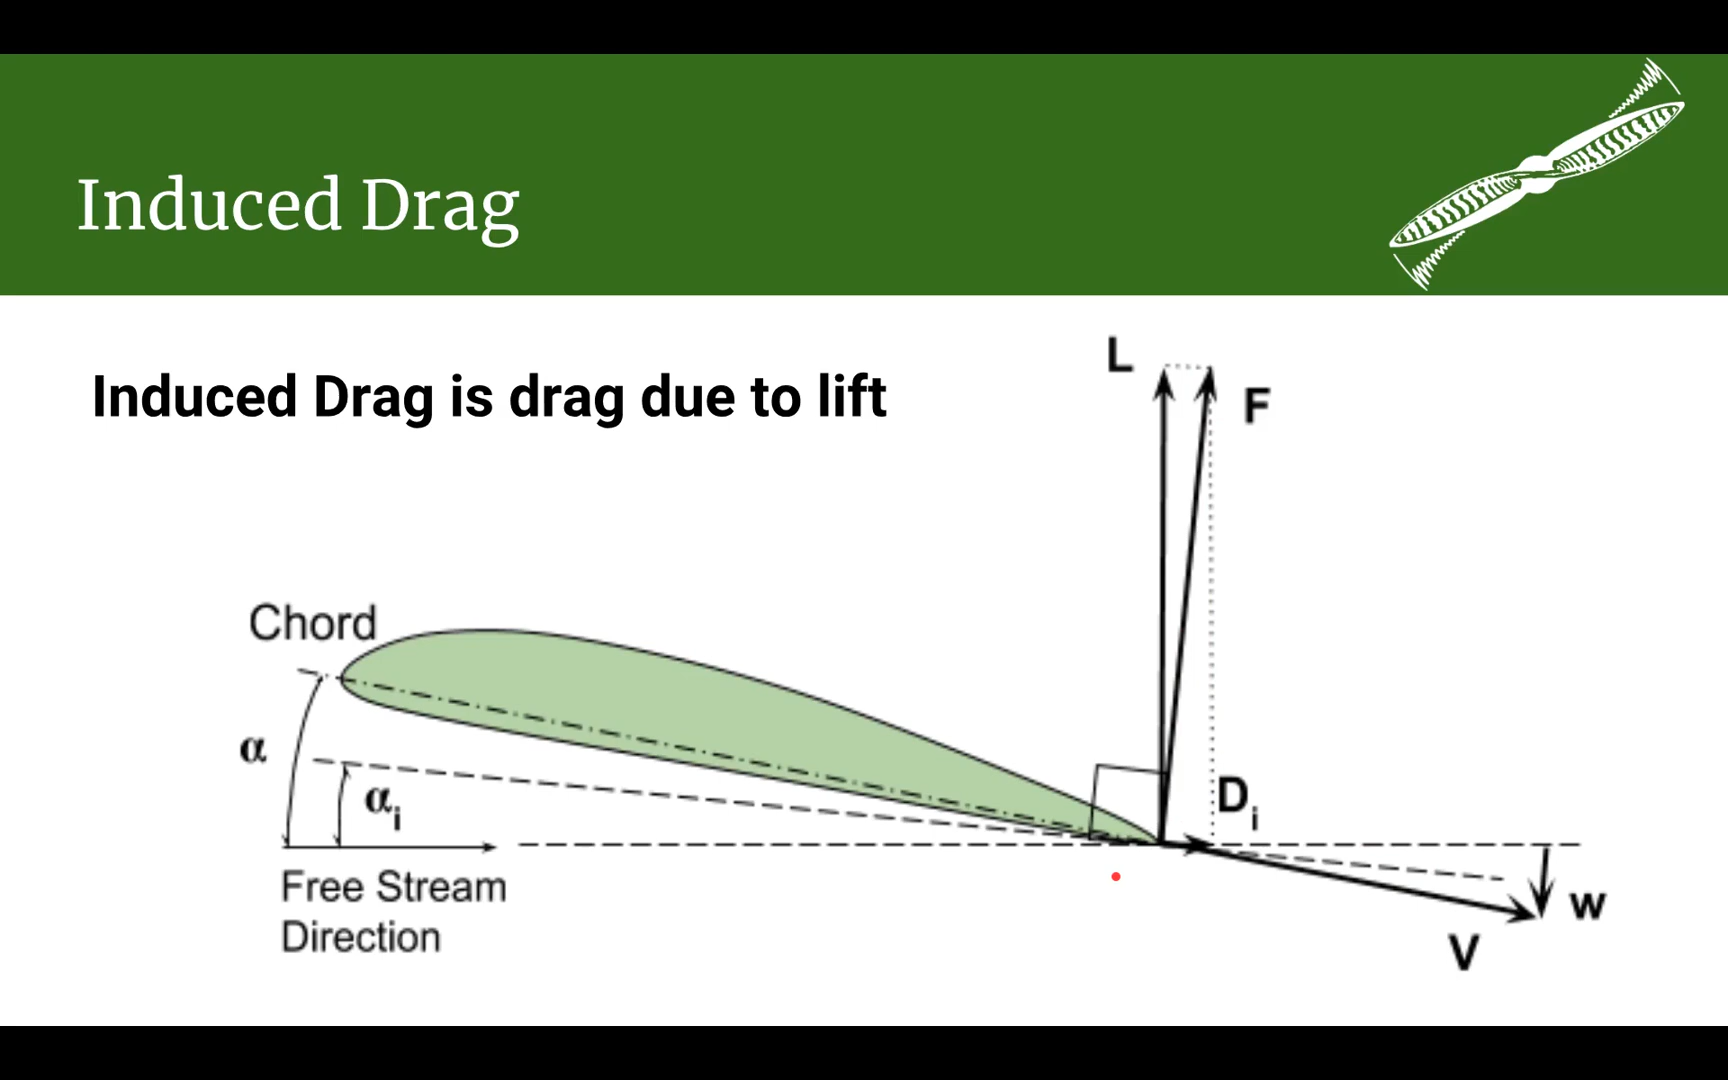 Induced Drag
Induced Drag is drag due to lift
L
F
Chord
α
αi
Di
Free Stream
Direction
w
V